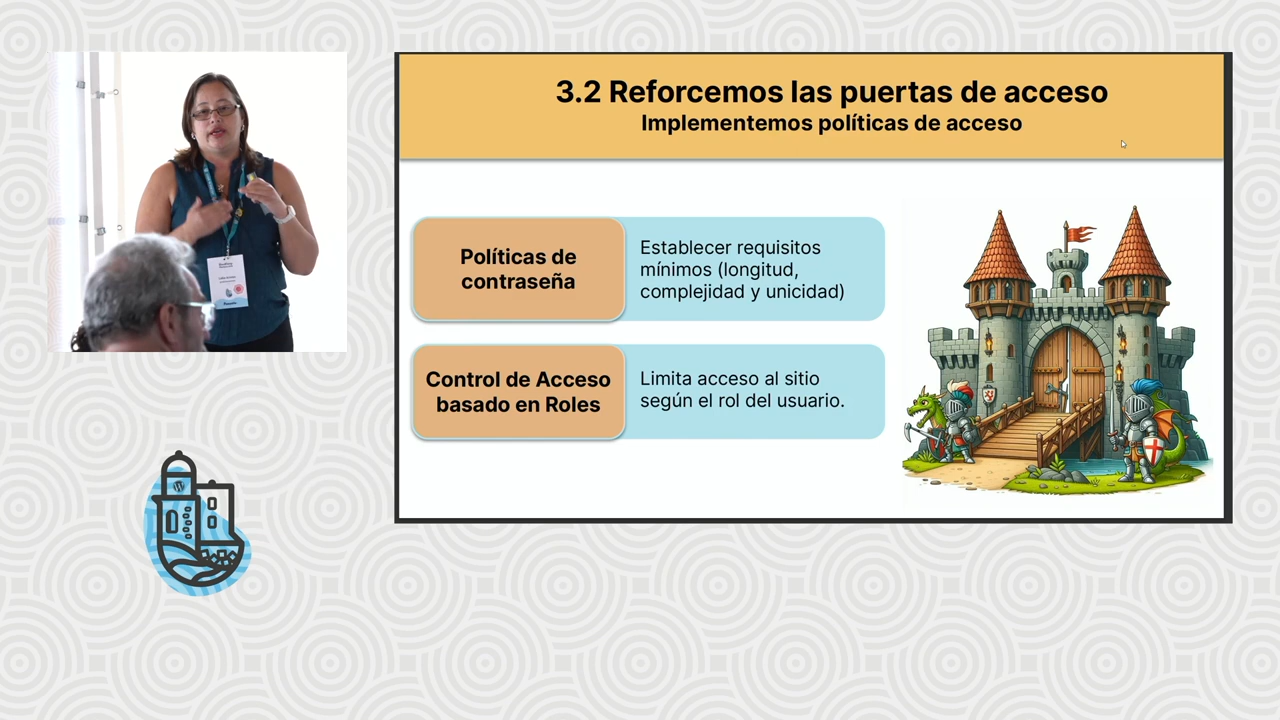 3.2 Reforcemos las puertas de acceso
Implementemos políticas de acceso
Políticas de
contraseña
Establecer requisitos
mínimos (longitud,
complejidad y unicidad)
Control de Acceso
basado en Roles
Limita acceso al sitio
según el rol del usuario.